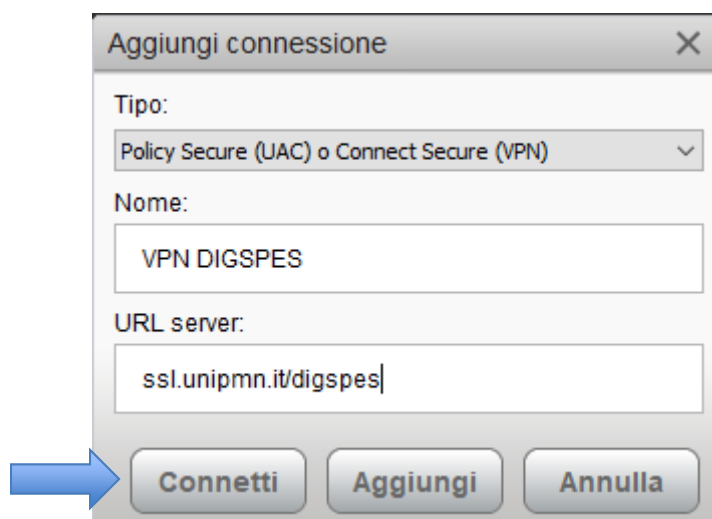 Aggiungi connessione
Tipo:
Policy Secure (UAC) o Connect Secure (VPN)
Nome:
VPN DIGSPES
URL server:
ssl.unipmn.it/digspes
Connetti Aggiungi Annulla